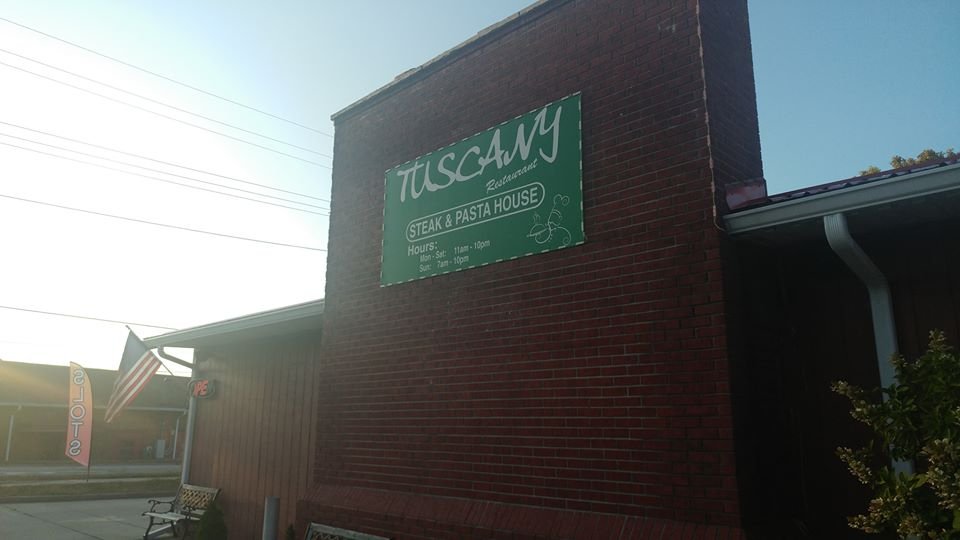 TUSCANY
Restaurant
STEAK & PASTA HOUSE
Hours:
Mon - Sat: 11am - 10pm
Sun: 7am - 10pm
SLOTS